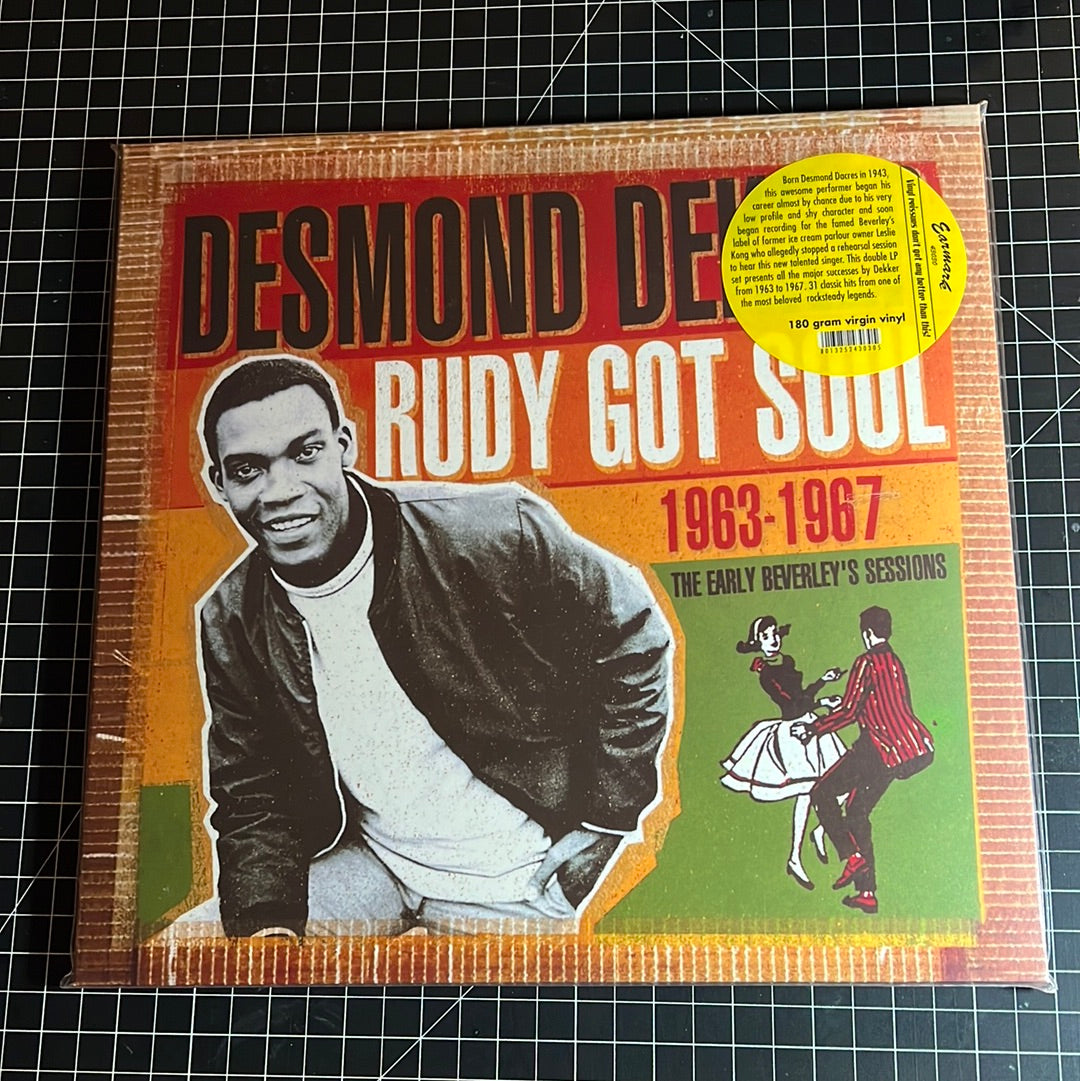 DESMOND DEK
RUDY GOT SOUL
1963-1967
THE EARLY BEVERLEY'S SESSIONS
Born Desmond Dacres in 1943,
this awesome performer began his
career almost by chance due to his very
low profile and shy character and soon
began recording for the famed Beverley's
label of former ice cream parlour owner Leslie
Kong who allegedly stopped a rehearsal session
to hear this new talented singer. This double LP
set presents all the major successes by Dekker
from 1963 to 1967. 31 classic hits from one of
the most beloved rocksteady legends.
180 gram virgin vinyl
Vinyl reissues don't get any better than this!
Earmark